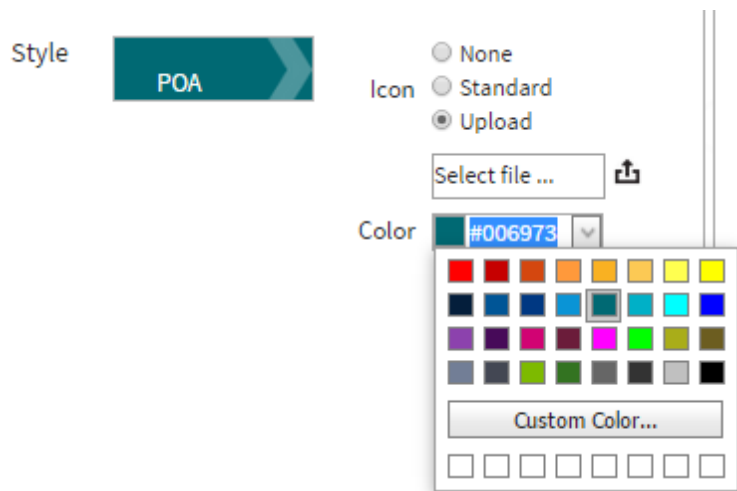 Style
POA
Icon
None
Standard
Upload
Select file ...
Color
#006973
Custom Color...